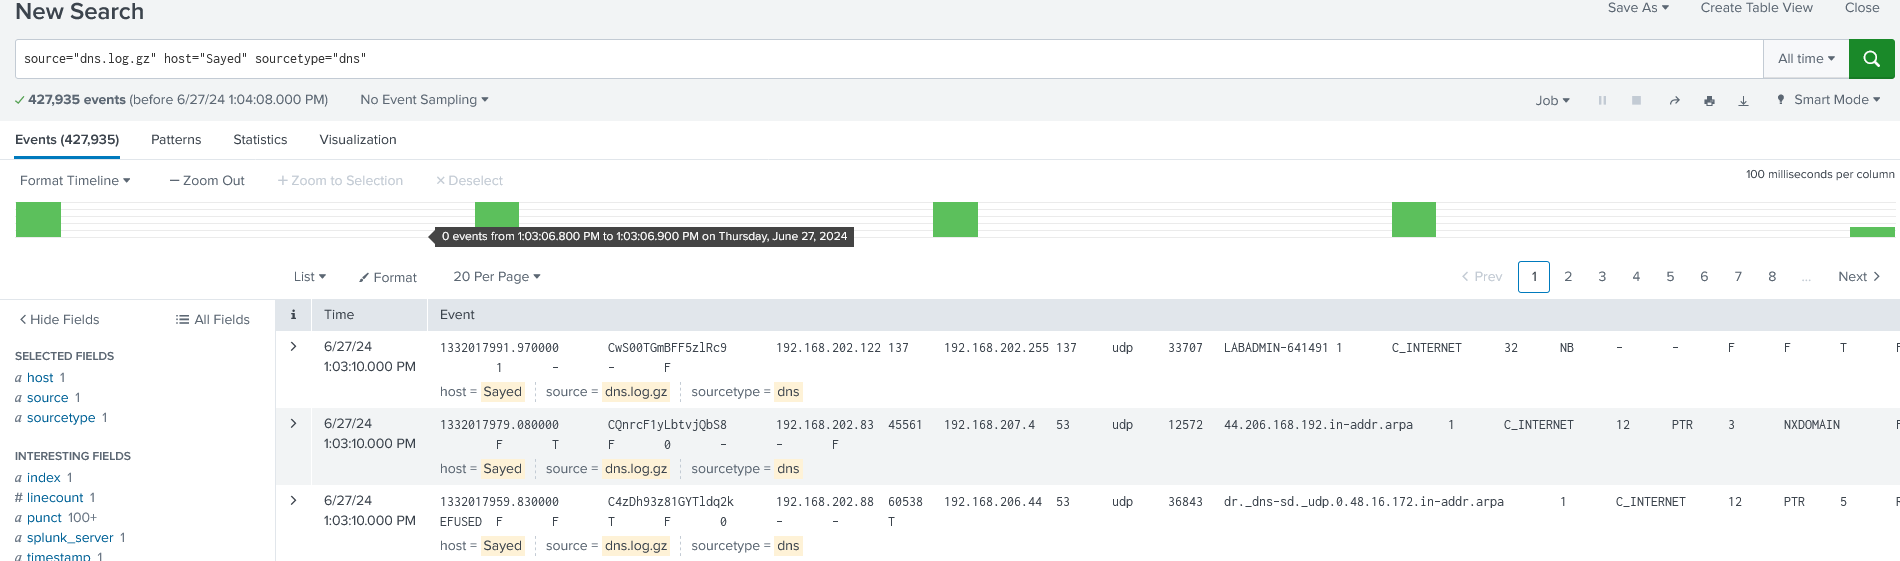 New Search
Save As Create Table View Close
source="dns.log.gz" host="Sayed" sourcetype="dns"
All time
427,935 events (before 6/27/24 1:04:08.000 PM) No Event Sampling
Job Smart Mode
Events (427,935) Patterns Statistics Visualization
Format Timeline — Zoom Out + Zoom to Selection × Deselect
100 milliseconds per column
0 events from 1:03:06.800 PM to 1:03:06.900 PM on Thursday, June 27, 2024
List Format 20 Per Page
< Prev 1 2 3 4 5 6 7 8 ... Next >
< Hide Fields All Fields
SELECTED FIELDS
a host 1
a source 1
a sourcetype 1
INTERESTING FIELDS
a index 1
# linecount 1
a punct 100+
a splunk_server 1
a timestamp 1
i Time Event
> 6/27/24 1:03:10.000 PM
1332017991.970000 CwS00TGmBFF5zlRc9 192.168.202.122 137 192.168.202.255 137 udp 33707 LABADMIN-641491 1 C_INTERNET 32 NB - - F F T F
1 - - F
host = Sayed source = dns.log.gz sourcetype = dns
> 6/27/24 1:03:10.000 PM
1332017979.080000 CQnrcF1yLbtvjQbS8 192.168.202.83 45561 192.168.207.4 53 udp 12572 44.206.168.192.in-addr.arpa 1 C_INTERNET 12 PTR 3 NXDOMAIN F
F T F 0 - - F
host = Sayed source = dns.log.gz sourcetype = dns
> 6/27/24 1:03:10.000 PM
1332017959.830000 C4zDh93z81GYTldq2k 192.168.202.88 60538 192.168.206.44 53 udp 36843 dr._dns-sd._udp.0.48.16.172.in-addr.arpa 1 C_INTERNET 12 PTR 5 R
EFUSED F F T F 0 - - T
host = Sayed source = dns.log.gz sourcetype = dns